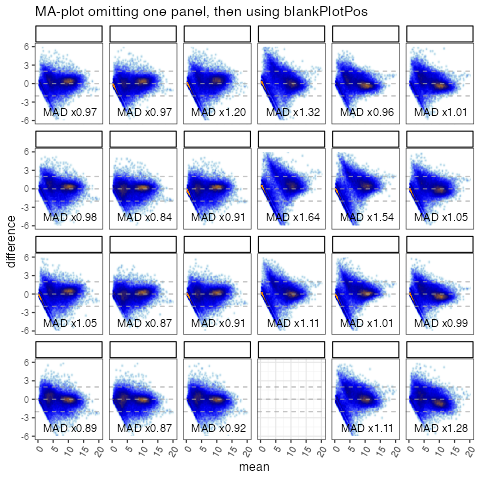 MA-plot omitting one panel, then using blankPlotPos
6
3
0
-3
-6
MAD x0.97 MAD x0.97 MAD x1.20 MAD x1.32 MAD x0.96 MAD x1.01
6
3
0
-3
-6
MAD x0.98 MAD x0.84 MAD x0.91 MAD x1.64 MAD x1.54 MAD x1.05
difference
6
3
0
-3
-6
MAD x1.05 MAD x0.87 MAD x0.91 MAD x1.11 MAD x1.01 MAD x0.99
6
3
0
-3
-6
MAD x0.89 MAD x0.87 MAD x0.92 MAD x1.11 MAD x1.28
0 5 10 15 20 0 5 10 15 20 0 5 10 15 20 0 5 10 15 20 0 5 10 15 20 0 5 10 15 20
mean